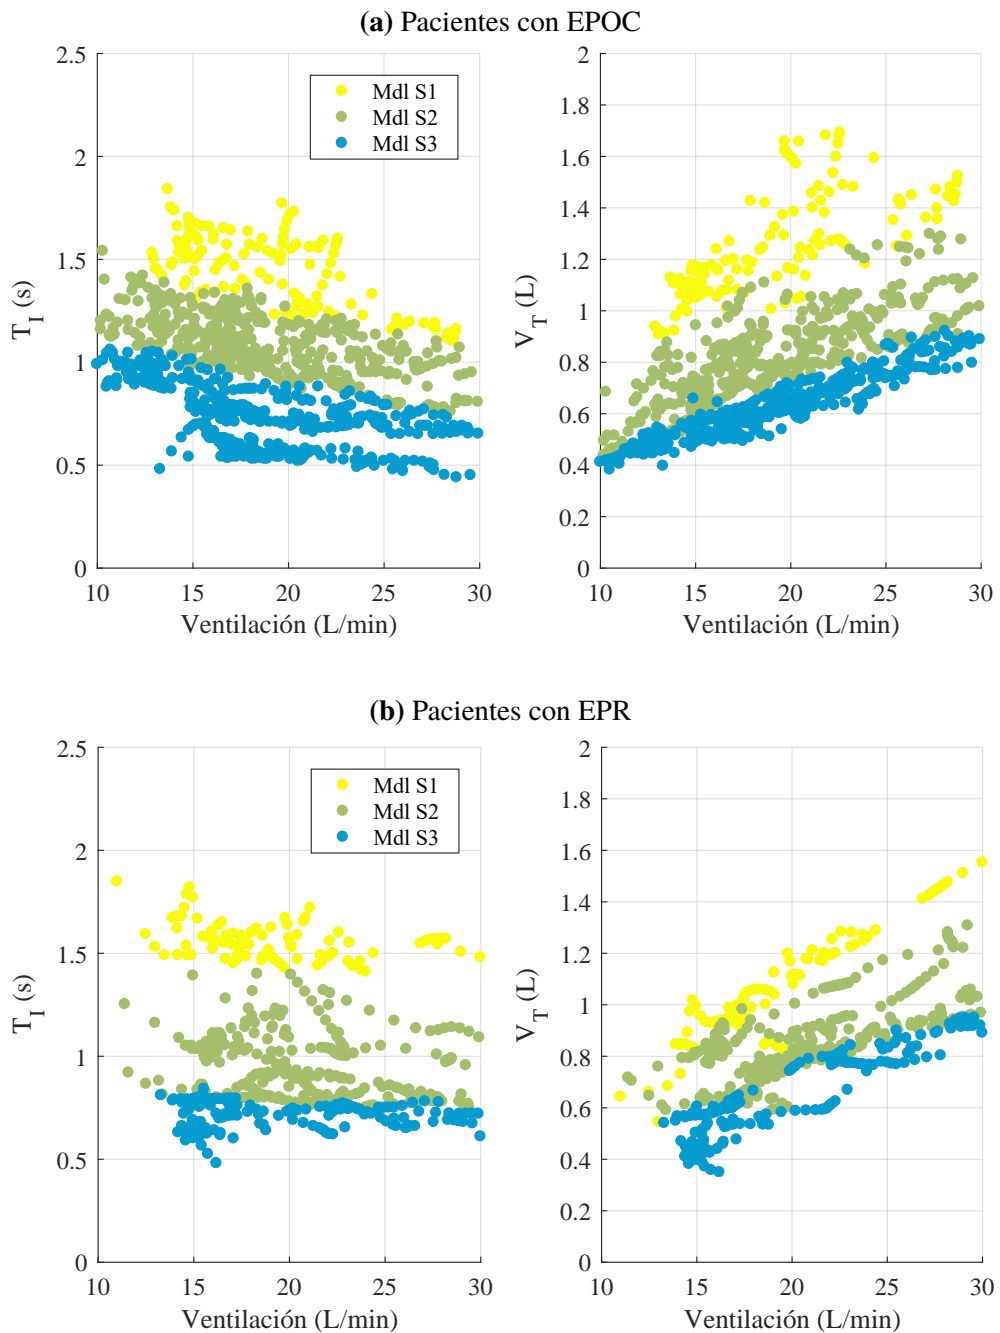 (a) Pacientes con EPOC
2.5
2
1.5
1
0.5
0
T_I (s)
Mdl S1
Mdl S2
Mdl S3
10 15 20 25 30
Ventilación (L/min)
2
1.8
1.6
1.4
1.2
1
0.8
0.6
0.4
0.2
0
V_T (L)
10 15 20 25 30
Ventilación (L/min)
(b) Pacientes con EPR
2.5
2
1.5
1
0.5
0
T_I (s)
Mdl S1
Mdl S2
Mdl S3
10 15 20 25 30
Ventilación (L/min)
2
1.8
1.6
1.4
1.2
1
0.8
0.6
0.4
0.2
0
V_T (L)
10 15 20 25 30
Ventilación (L/min)